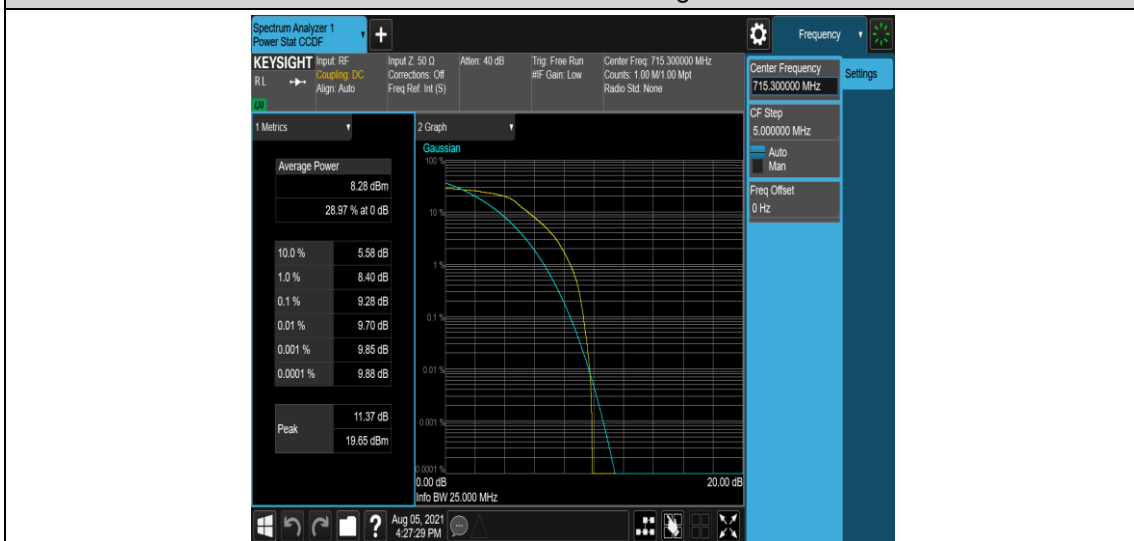 Spectrum Analyzer 1
Power Stat CCDF
+
Frequency
KEYSIGHT
RL
LXI
Input: RF
Coupling: DC
Align: Auto
Input Z: 50 Ω
Corrections: Off
Freq Ref: Int (S)
Atten: 40 dB
Trig: Free Run
#IF Gain: Low
Center Freq: 715.300000 MHz
Counts: 1.00 M/1.00 Mpt
Radio Std: None
Center Frequency
715.300000 MHz
Settings
CF Step
5.000000 MHz
Auto
Man
Freq Offset
0 Hz
1 Metrics
Average Power
8.28 dBm
28.97 % at 0 dB
10.0 % 5.58 dB
1.0 % 8.40 dB
0.1 % 9.28 dB
0.01 % 9.70 dB
0.001 % 9.85 dB
0.0001 % 9.88 dB
Peak
11.37 dB
19.65 dBm
2 Graph
Gaussian
100 %
10 %
1 %
0.1 %
0.01 %
0.001 %
0.0001 %
0.00 dB 20.00 dB
Info BW 25.000 MHz
?
Aug 05, 2021
4:27:29 PM